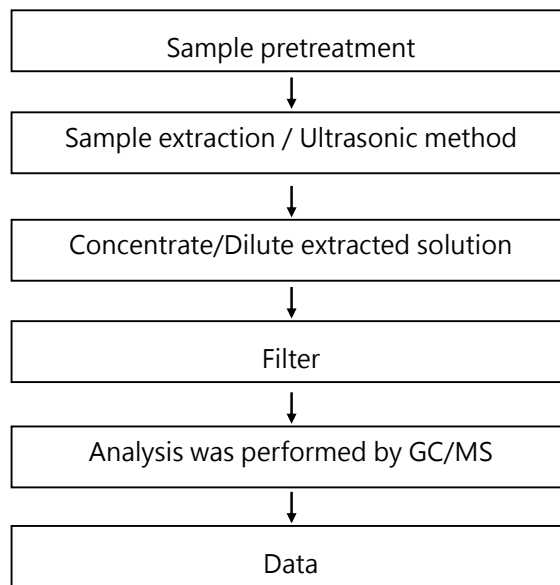 Sample pretreatment
Sample extraction / Ultrasonic method
Concentrate/Dilute extracted solution
Filter
Analysis was performed by GC/MS
Data